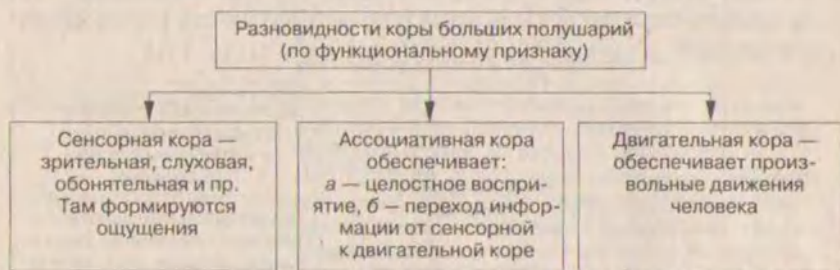 Разновидности коры больших полушарий
(по функциональному признаку)
Сенсорная кора —
зрительная, слуховая,
обонятельная и пр.
Там формируются
ощущения
Ассоциативная кора
обеспечивает:
а — целостное воспри-
ятие, б — переход инфор-
мации от сенсорной
к двигательной коре
Двигательная кора —
обеспечивает произ-
вольные движения
человека